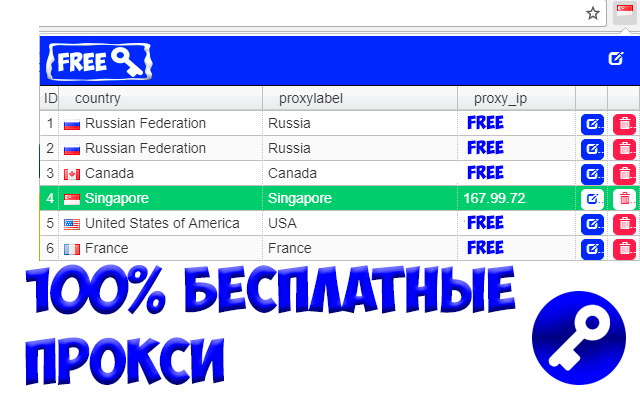 FREE
ID country proxylabel proxy_ip
1 Russian Federation Russia FREE
2 Russian Federation Russia FREE
3 Canada Canada FREE
4 Singapore Singapore 167.99.72.
5 United States of America USA FREE
6 France France FREE
100% БЕСПЛАТНЫЕ
ПРОКСИ